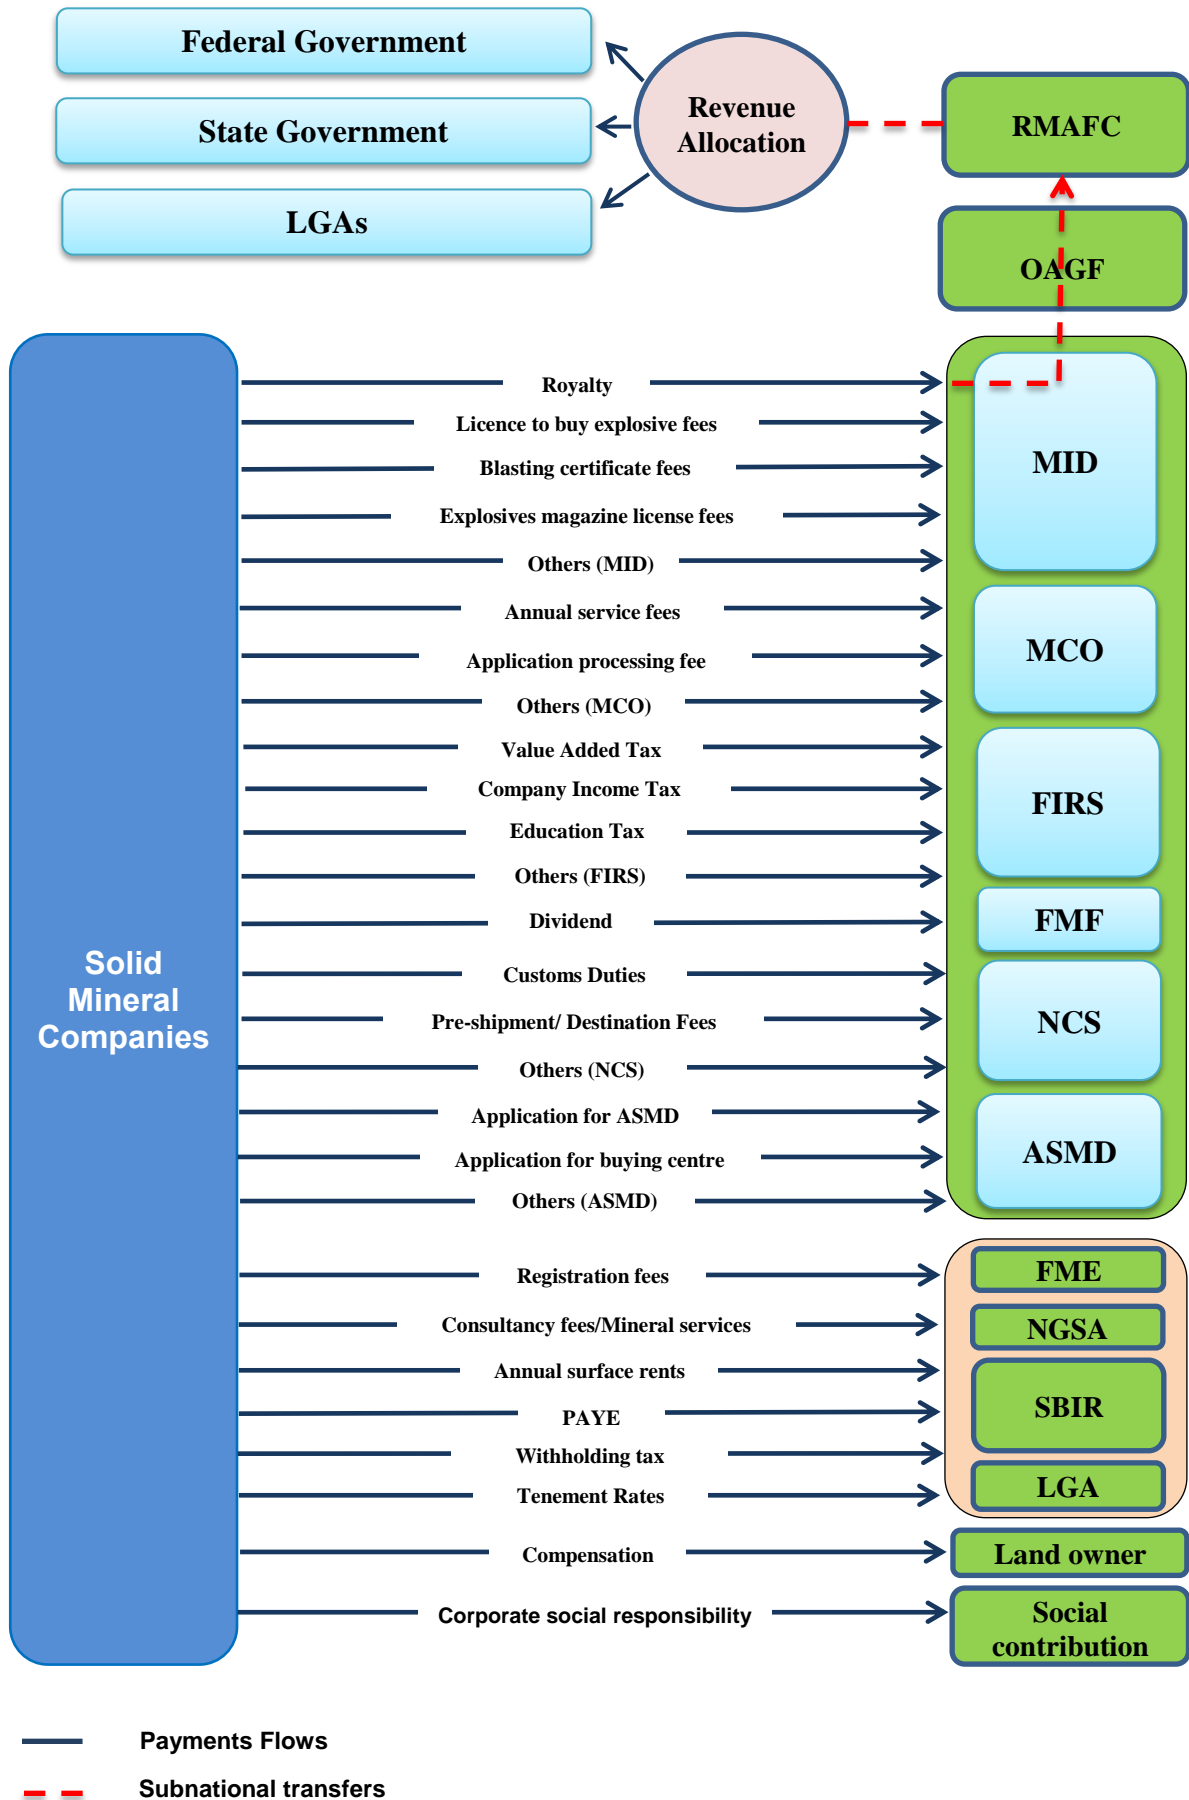 Federal Government
State Government
LGAs
Revenue
Allocation
RMAFC
OAGF
Solid
Mineral
Companies
Royalty
Licence to buy explosive fees
Blasting certificate fees
Explosives magazine license fees
Others (MID)
MID
Annual service fees
Application processing fee
Others (MCO)
MCO
Value Added Tax
Company Income Tax
Education Tax
Others (FIRS)
FIRS
Dividend
FMF
Customs Duties
Pre-shipment/ Destination Fees
Others (NCS)
NCS
Application for ASMD
Application for buying centre
Others (ASMD)
ASMD
Registration fees
FME
Consultancy fees/Mineral services
NGSA
Annual surface rents
PAYE
Withholding tax
SBIR
Tenement Rates
LGA
Compensation
Land owner
Corporate social responsibility
Social
contribution
Payments Flows
Subnational transfers